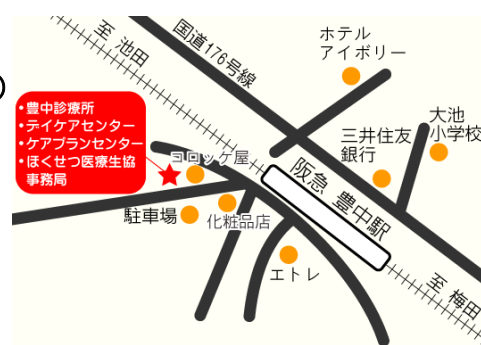 至 池田
国道176号線
ホテル
アイボリー
•豊中診療所
•デイケアセンター
•ケアプランセンター
•ほくせつ医療生協
事務局
コロッケ屋
駐車場
化粧品店
エトレ
阪急 豊中駅
三井住友
銀行
大池
小学校
至 梅田